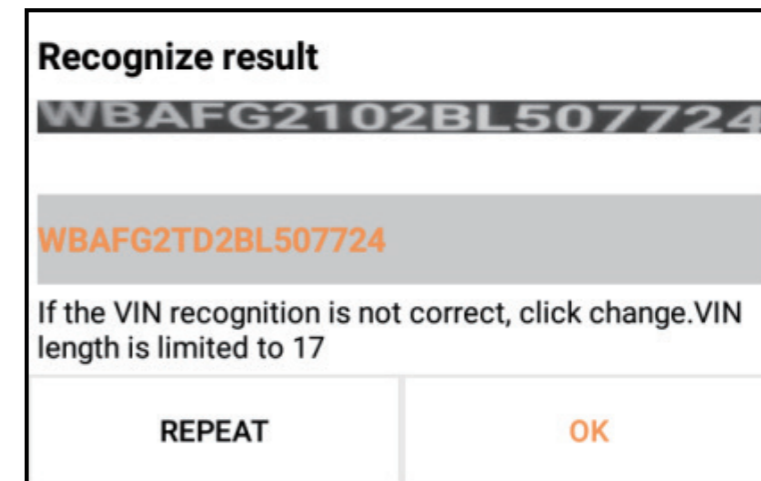 Recognize result
WBAFG2102BL507724
WBAFG2TD2BL507724
If the VIN recognition is not correct, click change.VIN
length is limited to 17
REPEAT
OK